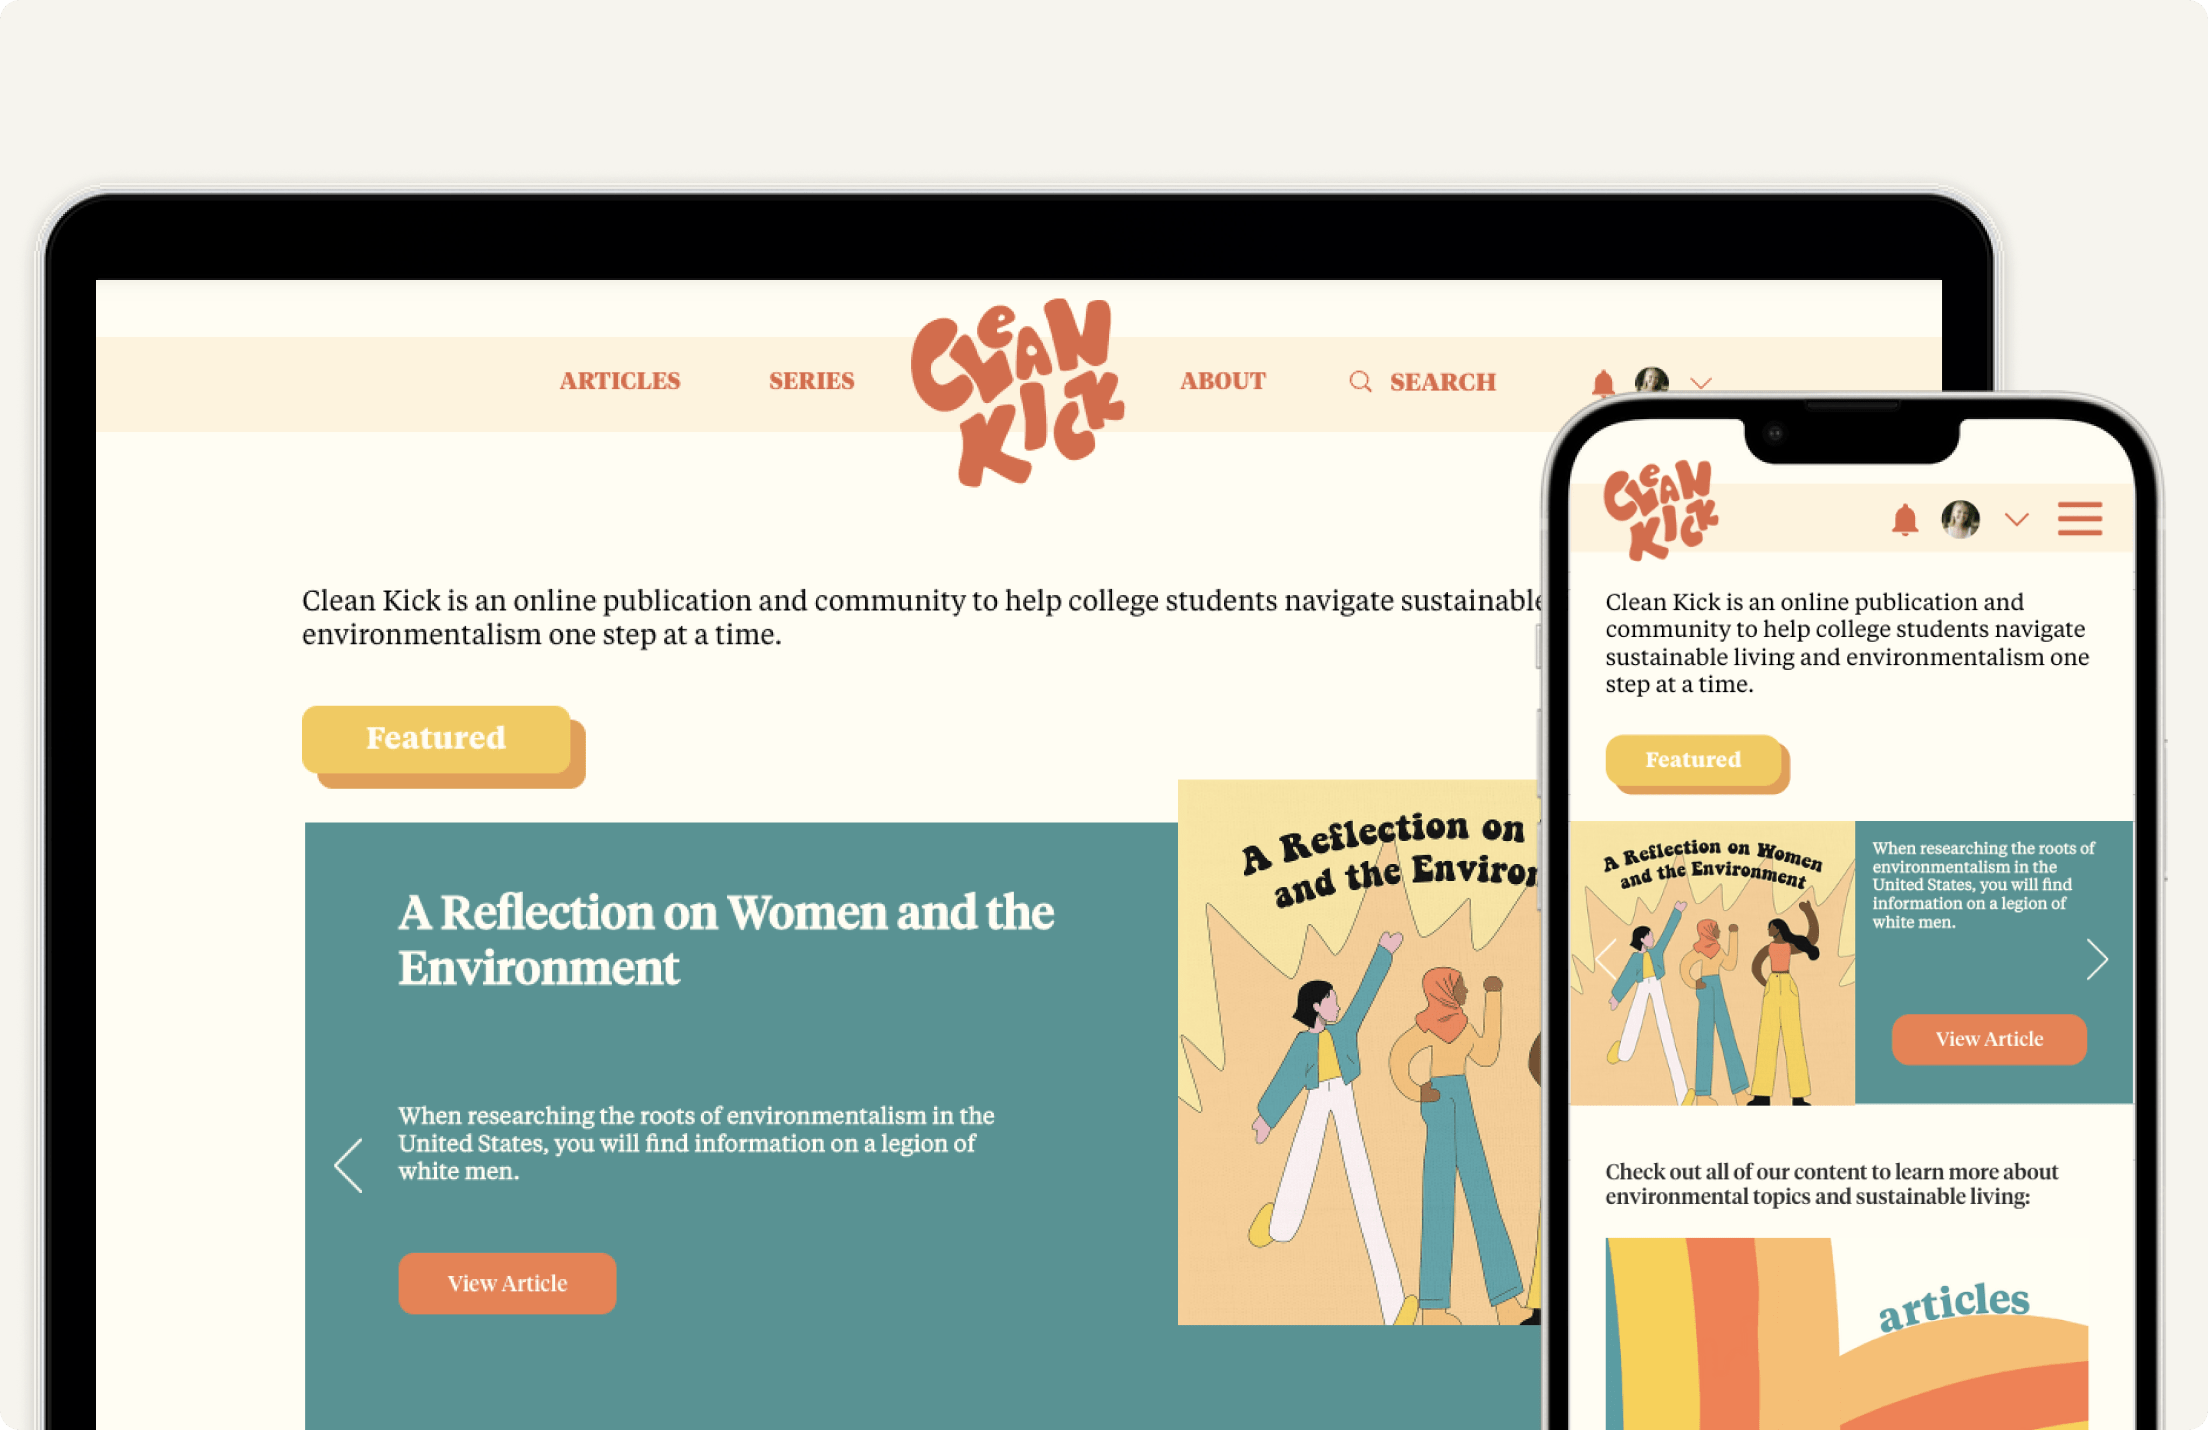 CLEAN
KICK
ARTICLES
SERIES
ABOUT
SEARCH
Clean Kick is an online publication and community to help college students navigate sustainable
environmentalism one step at a time.
Featured
A Reflection on Women and the
Environment
When researching the roots of environmentalism in the
United States, you will find information on a legion of
white men.
View Article
A Reflection on
and the Environ
CLEAN
KICK
Clean Kick is an online publication and
community to help college students navigate
sustainable living and environmentalism one
step at a time.
Featured
A Reflection on Women
and the Environment
When researching the roots of
environmentalism in the
United States, you will find
information on a legion of
white men.
View Article
Check out all of our content to learn more about
environmental topics and sustainable living:
articles